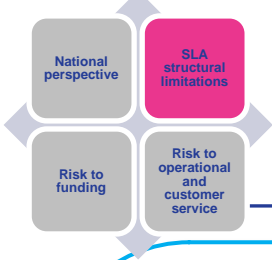 National
perspective
SLA
structural
limitations
Risk to
funding
Risk to
operational
and
customer
service